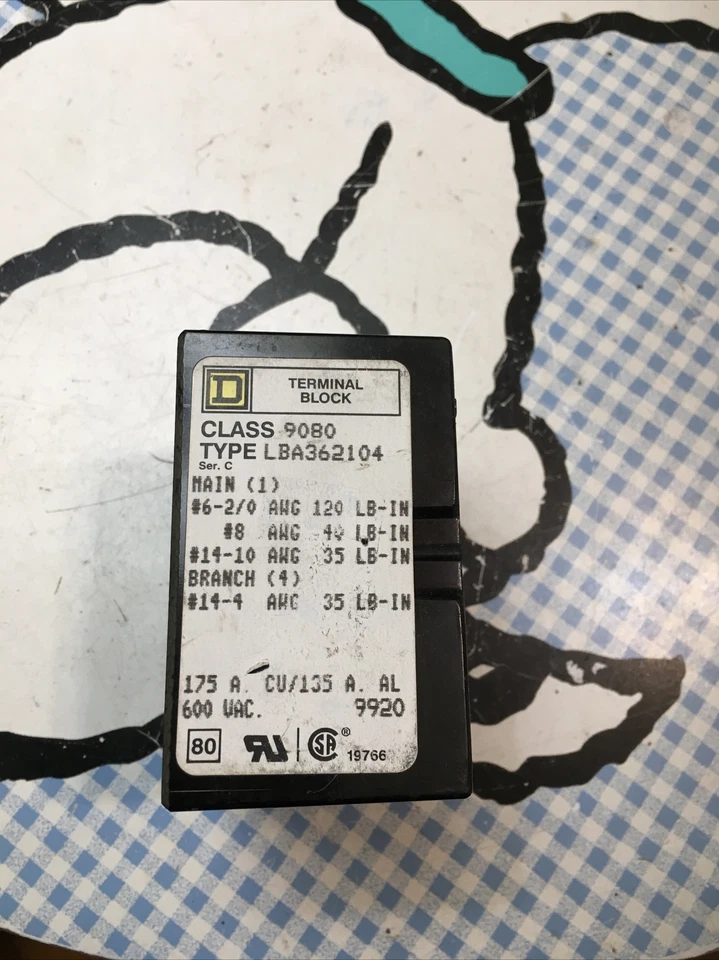 D
TERMINAL
BLOCK
CLASS 9080
TYPE LBA362104
Ser. C
MAIN (1)
#6-2/0 AWG 120 LB-IN
#8 AWG 40 LB-IN
#14-10 AWG 35 LB-IN
BRANCH (4)
#14-4 AWG 35 LB-IN
175 A. CU/135 A. AL
600 VAC. 9920
80 RU SA ® 19766